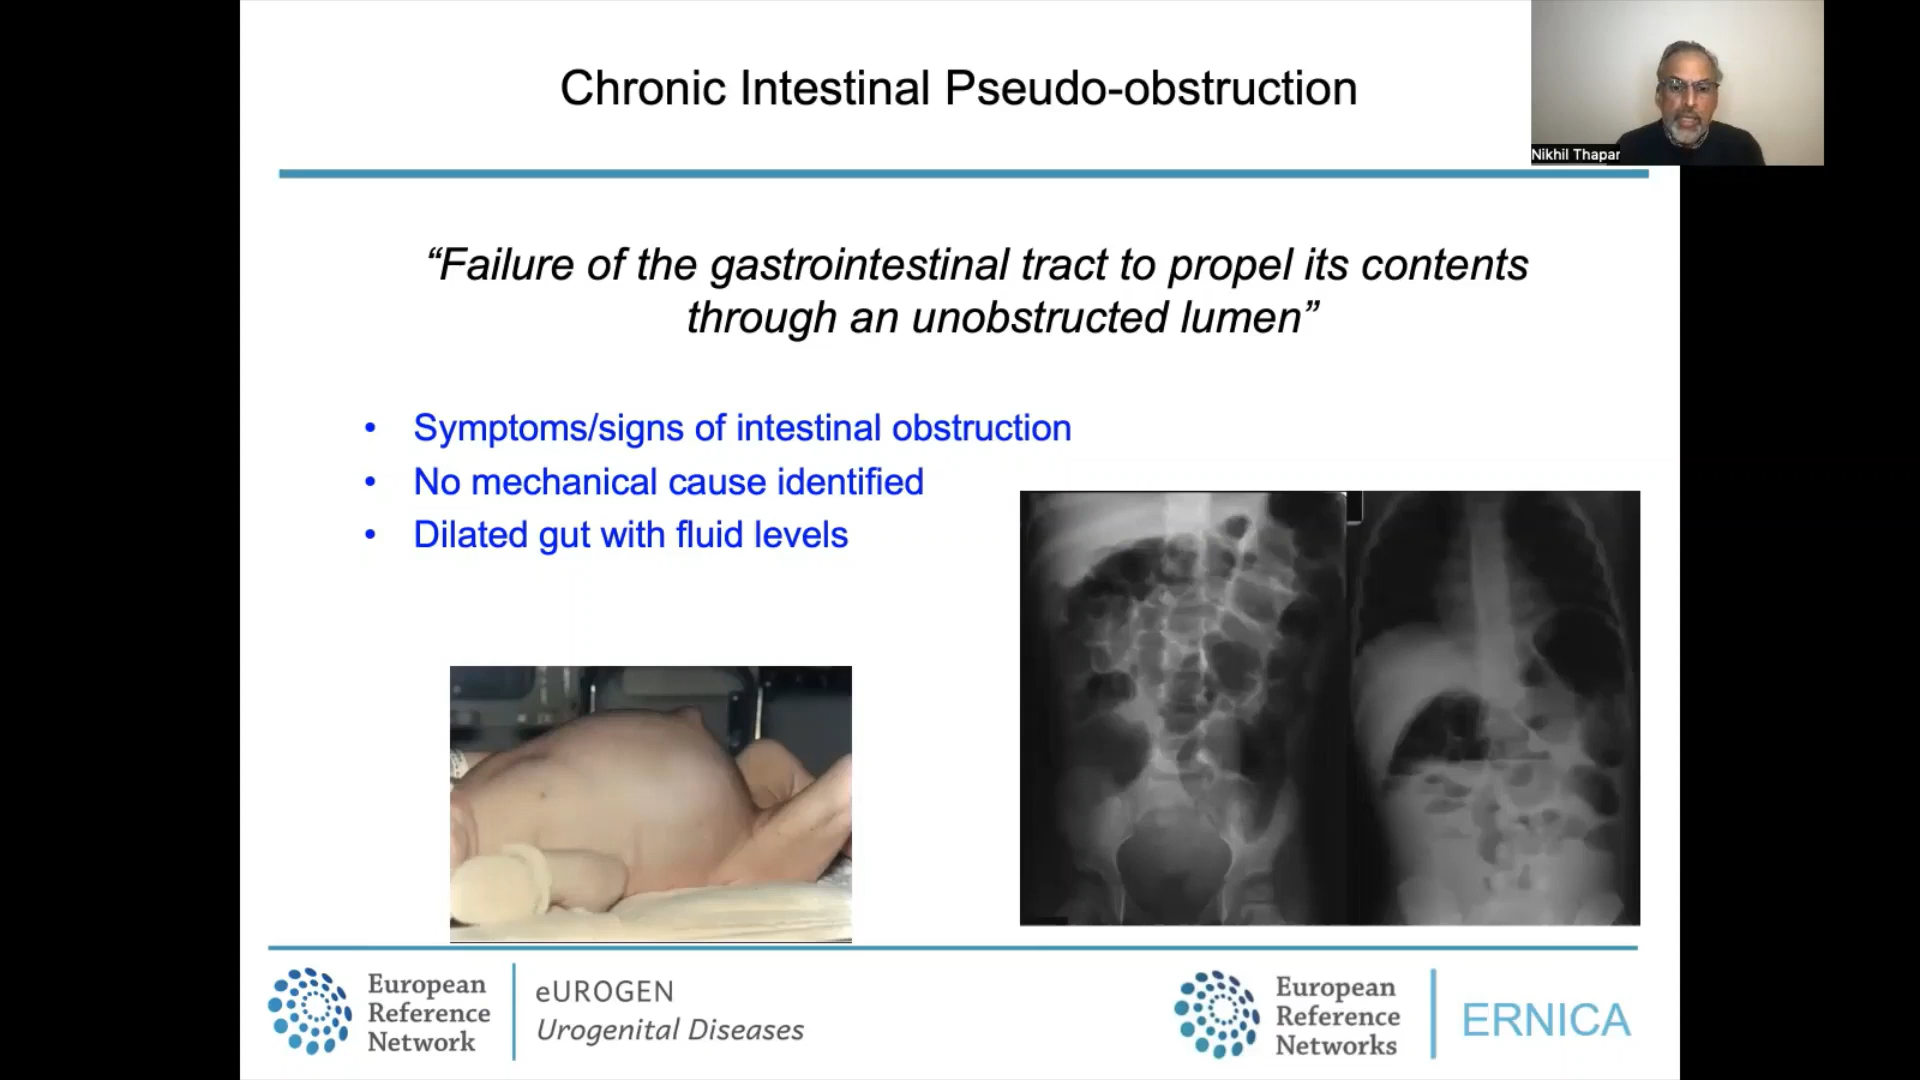 Chronic Intestinal Pseudo-obstruction
Nikhil Thapar
“Failure of the gastrointestinal tract to propel its contents
through an unobstructed lumen”
• Symptoms/signs of intestinal obstruction
• No mechanical cause identified
• Dilated gut with fluid levels
European
Reference
Network
eUROGEN
Urogenital Diseases
European
Reference
Networks
ERNICA